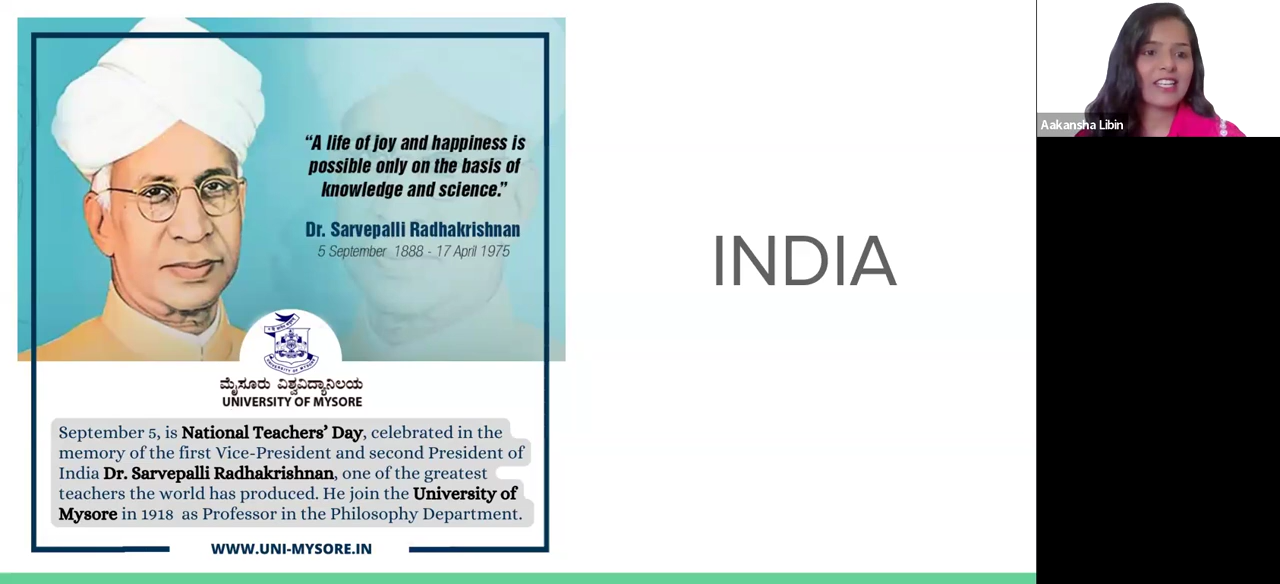 “A life of joy and happiness is
possible only on the basis of
knowledge and science.”
Dr. Sarvepalli Radhakrishnan
5 September 1888 - 17 April 1975
ಮೈಸೂರು ವಿಶ್ವವಿದ್ಯಾನಿಲಯ
UNIVERSITY OF MYSORE
September 5, is National Teachers’ Day, celebrated in the
memory of the first Vice-President and second President of
India Dr. Sarvepalli Radhakrishnan, one of the greatest
teachers the world has produced. He join the University of
Mysore in 1918 as Professor in the Philosophy Department.
WWW.UNI-MYSORE.IN
INDIA
Aakansha Libin